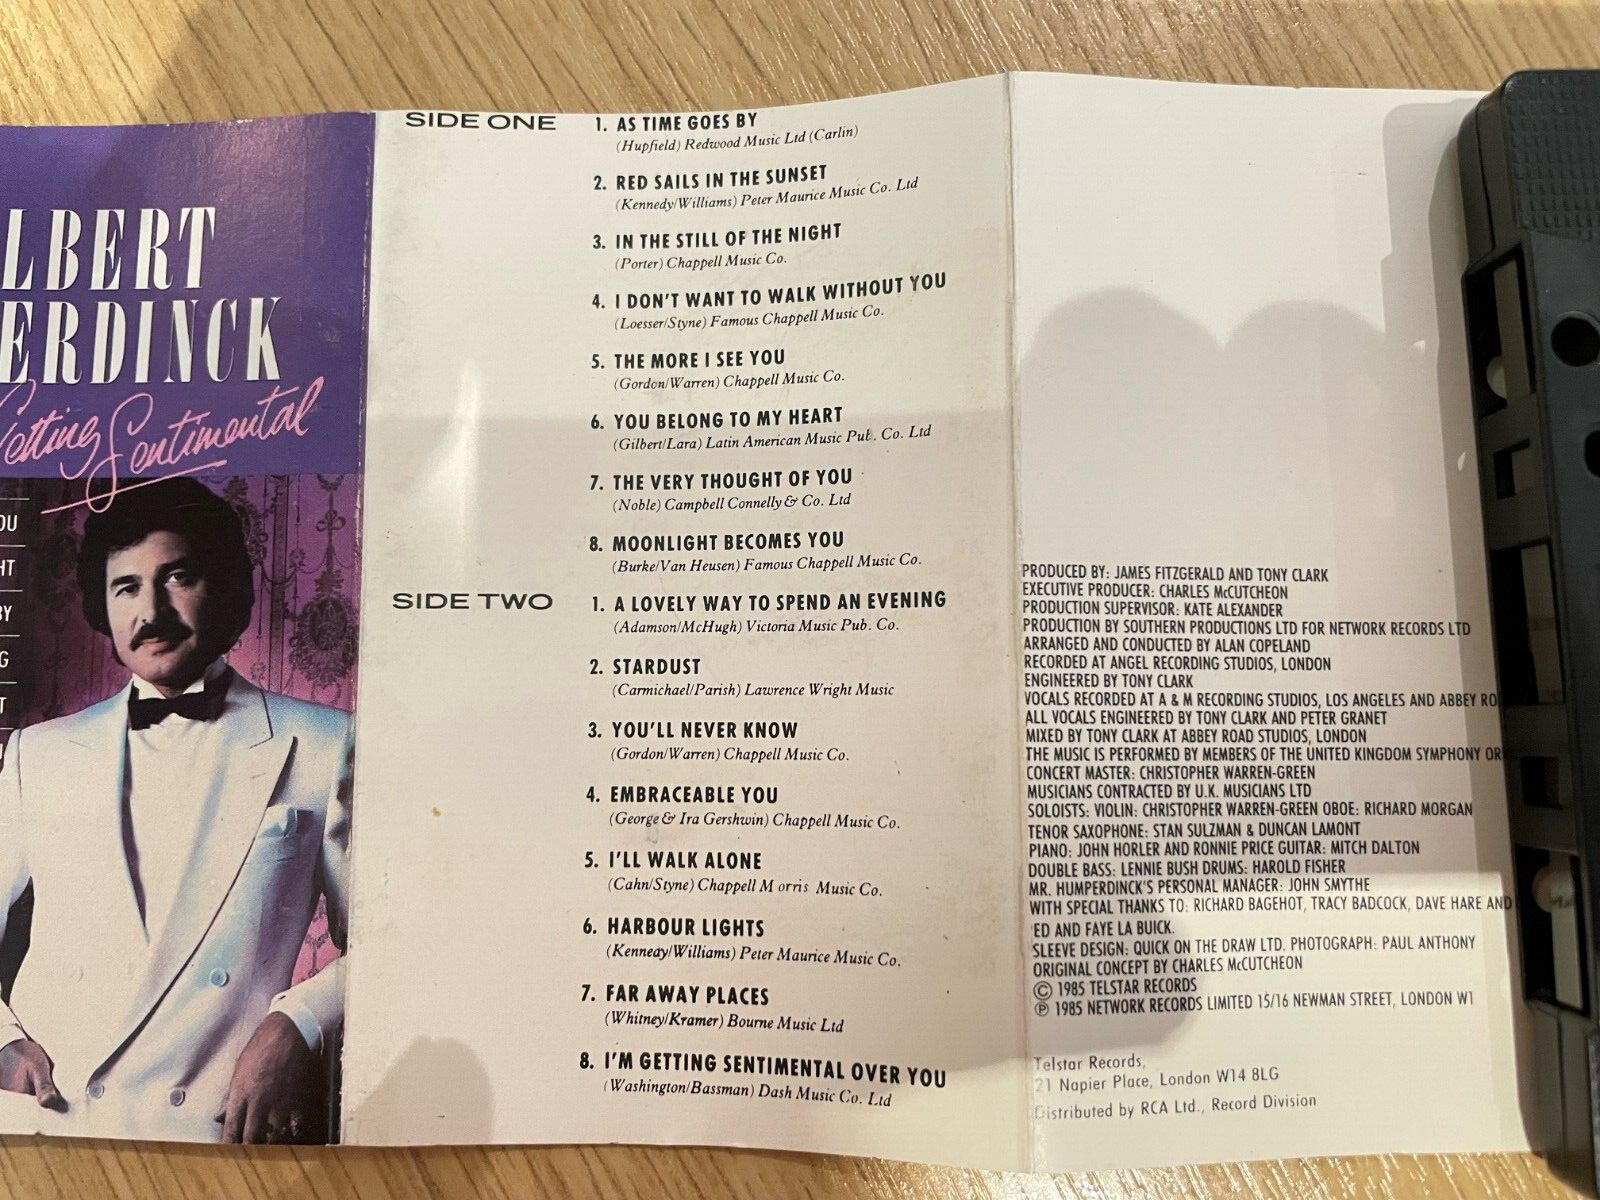 LBERT
ERDINCK
Getting Sentimental
OU
HT
BY
G
T
U
SIDE ONE
1. AS TIME GOES BY
(Hupfield) Redwood Music Ltd (Carlin)
2. RED SAILS IN THE SUNSET
(Kennedy/Williams) Peter Maurice Music Co. Ltd
3. IN THE STILL OF THE NIGHT
(Porter) Chappell Music Co.
4. I DON'T WANT TO WALK WITHOUT YOU
(Loesser/Styne) Famous Chappell Music Co.
5. THE MORE I SEE YOU
(Gordon/Warren) Chappell Music Co.
6. YOU BELONG TO MY HEART
(Gilbert/Lara) Latin American Music Pub. Co. Ltd
7. THE VERY THOUGHT OF YOU
(Noble) Campbell Connelly & Co. Ltd
8. MOONLIGHT BECOMES YOU
(Burke/Van Heusen) Famous Chappell Music Co.
SIDE TWO
1. A LOVELY WAY TO SPEND AN EVENING
(Adamson/McHugh) Victoria Music Pub. Co.
2. STARDUST
(Carmichael/Parish) Lawrence Wright Music
3. YOU'LL NEVER KNOW
(Gordon/Warren) Chappell Music Co.
4. EMBRACEABLE YOU
(George & Ira Gershwin) Chappell Music Co.
5. I'LL WALK ALONE
(Cahn/Styne) Chappell Morris Music Co.
6. HARBOUR LIGHTS
(Kennedy/Williams) Peter Maurice Music Co.
7. FAR AWAY PLACES
(Whitney/Kramer) Bourne Music Ltd
8. I'M GETTING SENTIMENTAL OVER YOU
(Washington/Bassman) Dash Music Co. Ltd
PRODUCED BY: JAMES FITZGERALD AND TONY CLARK
EXECUTIVE PRODUCER: CHARLES McCUTCHEON
PRODUCTION SUPERVISOR: KATE ALEXANDER
PRODUCTION BY SOUTHERN PRODUCTIONS LTD FOR NETWORK RECORDS LTD
ARRANGED AND CONDUCTED BY ALAN COPELAND
RECORDED AT ANGEL RECORDING STUDIOS, LONDON
ENGINEERED BY TONY CLARK
VOCALS RECORDED AT A & M RECORDING STUDIOS, LOS ANGELES AND ABBEY RO
ALL VOCALS ENGINEERED BY TONY CLARK AND PETER GRANET
MIXED BY TONY CLARK AT ABBEY ROAD STUDIOS, LONDON
THE MUSIC IS PERFORMED BY MEMBERS OF THE UNITED KINGDOM SYMPHONY OR
CONCERT MASTER: CHRISTOPHER WARREN-GREEN
MUSICIANS CONTRACTED BY U.K. MUSICIANS LTD
SOLOISTS: VIOLIN: CHRISTOPHER WARREN-GREEN OBOE: RICHARD MORGAN
TENOR SAXOPHONE: STAN SULZMAN & DUNCAN LAMONT
PIANO: JOHN HORLER AND RONNIE PRICE GUITAR: MITCH DALTON
DOUBLE BASS: LENNIE BUSH DRUMS: HAROLD FISHER
MR. HUMPERDINCK'S PERSONAL MANAGER: JOHN SMYTHE
WITH SPECIAL THANKS TO: RICHARD BAGEHOT, TRACY BADCOCK, DAVE HARE AND
ED AND FAYE LA BUICK.
SLEEVE DESIGN: QUICK ON THE DRAW LTD. PHOTOGRAPH: PAUL ANTHONY
ORIGINAL CONCEPT BY CHARLES McCUTCHEON
© 1985 TELSTAR RECORDS
℗ 1985 NETWORK RECORDS LIMITED 15/16 NEWMAN STREET, LONDON W1
Telstar Records,
21 Napier Place, London W14 8LG
Distributed by RCA Ltd., Record Division